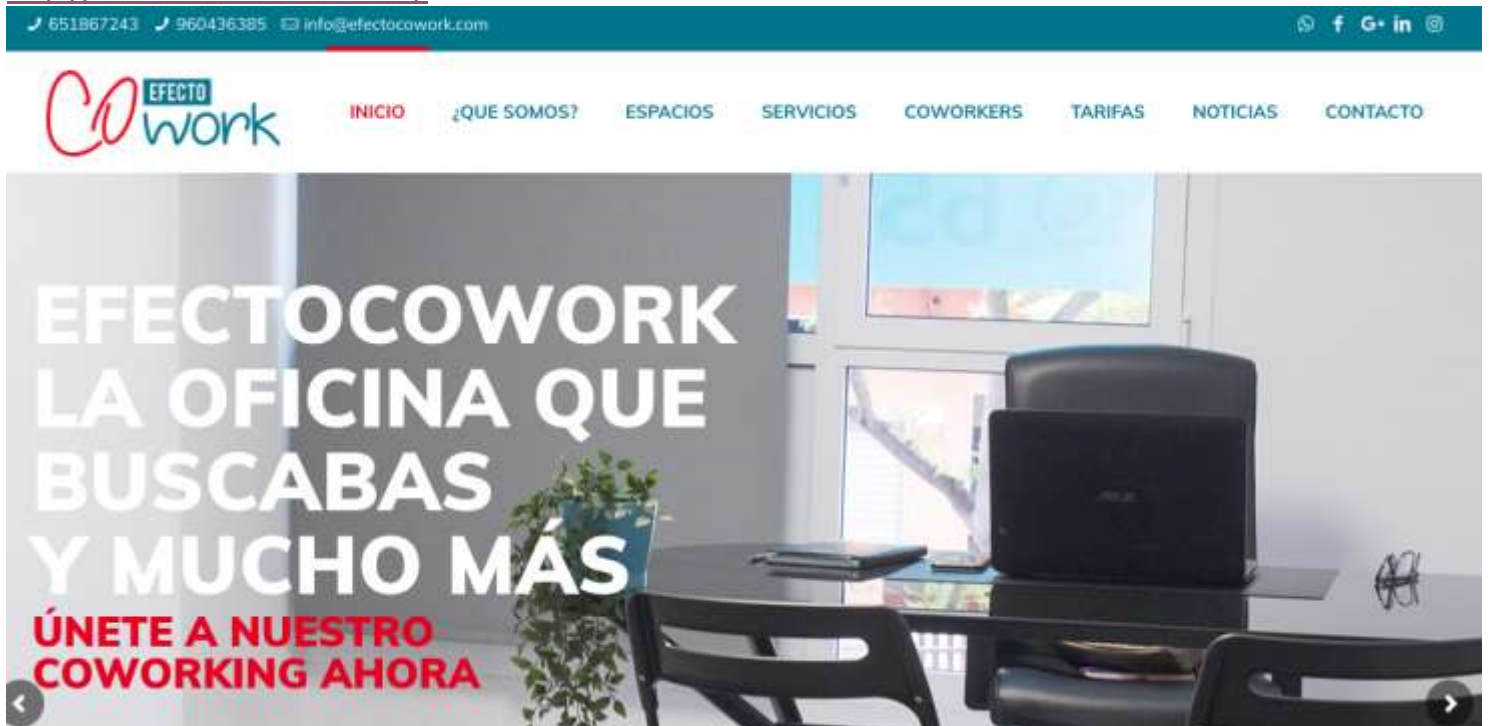 651867243 960436385 info@efectocowork.com
f G+ in
CO EFECTO work
INICIO ¿QUE SOMOS? ESPACIOS SERVICIOS COWORKERS TARIFAS NOTICIAS CONTACTO
EFECTOCOWORK
LA OFICINA QUE
BUSCABAS
Y MUCHO MÁS
ÚNETE A NUESTRO
COWORKING AHORA